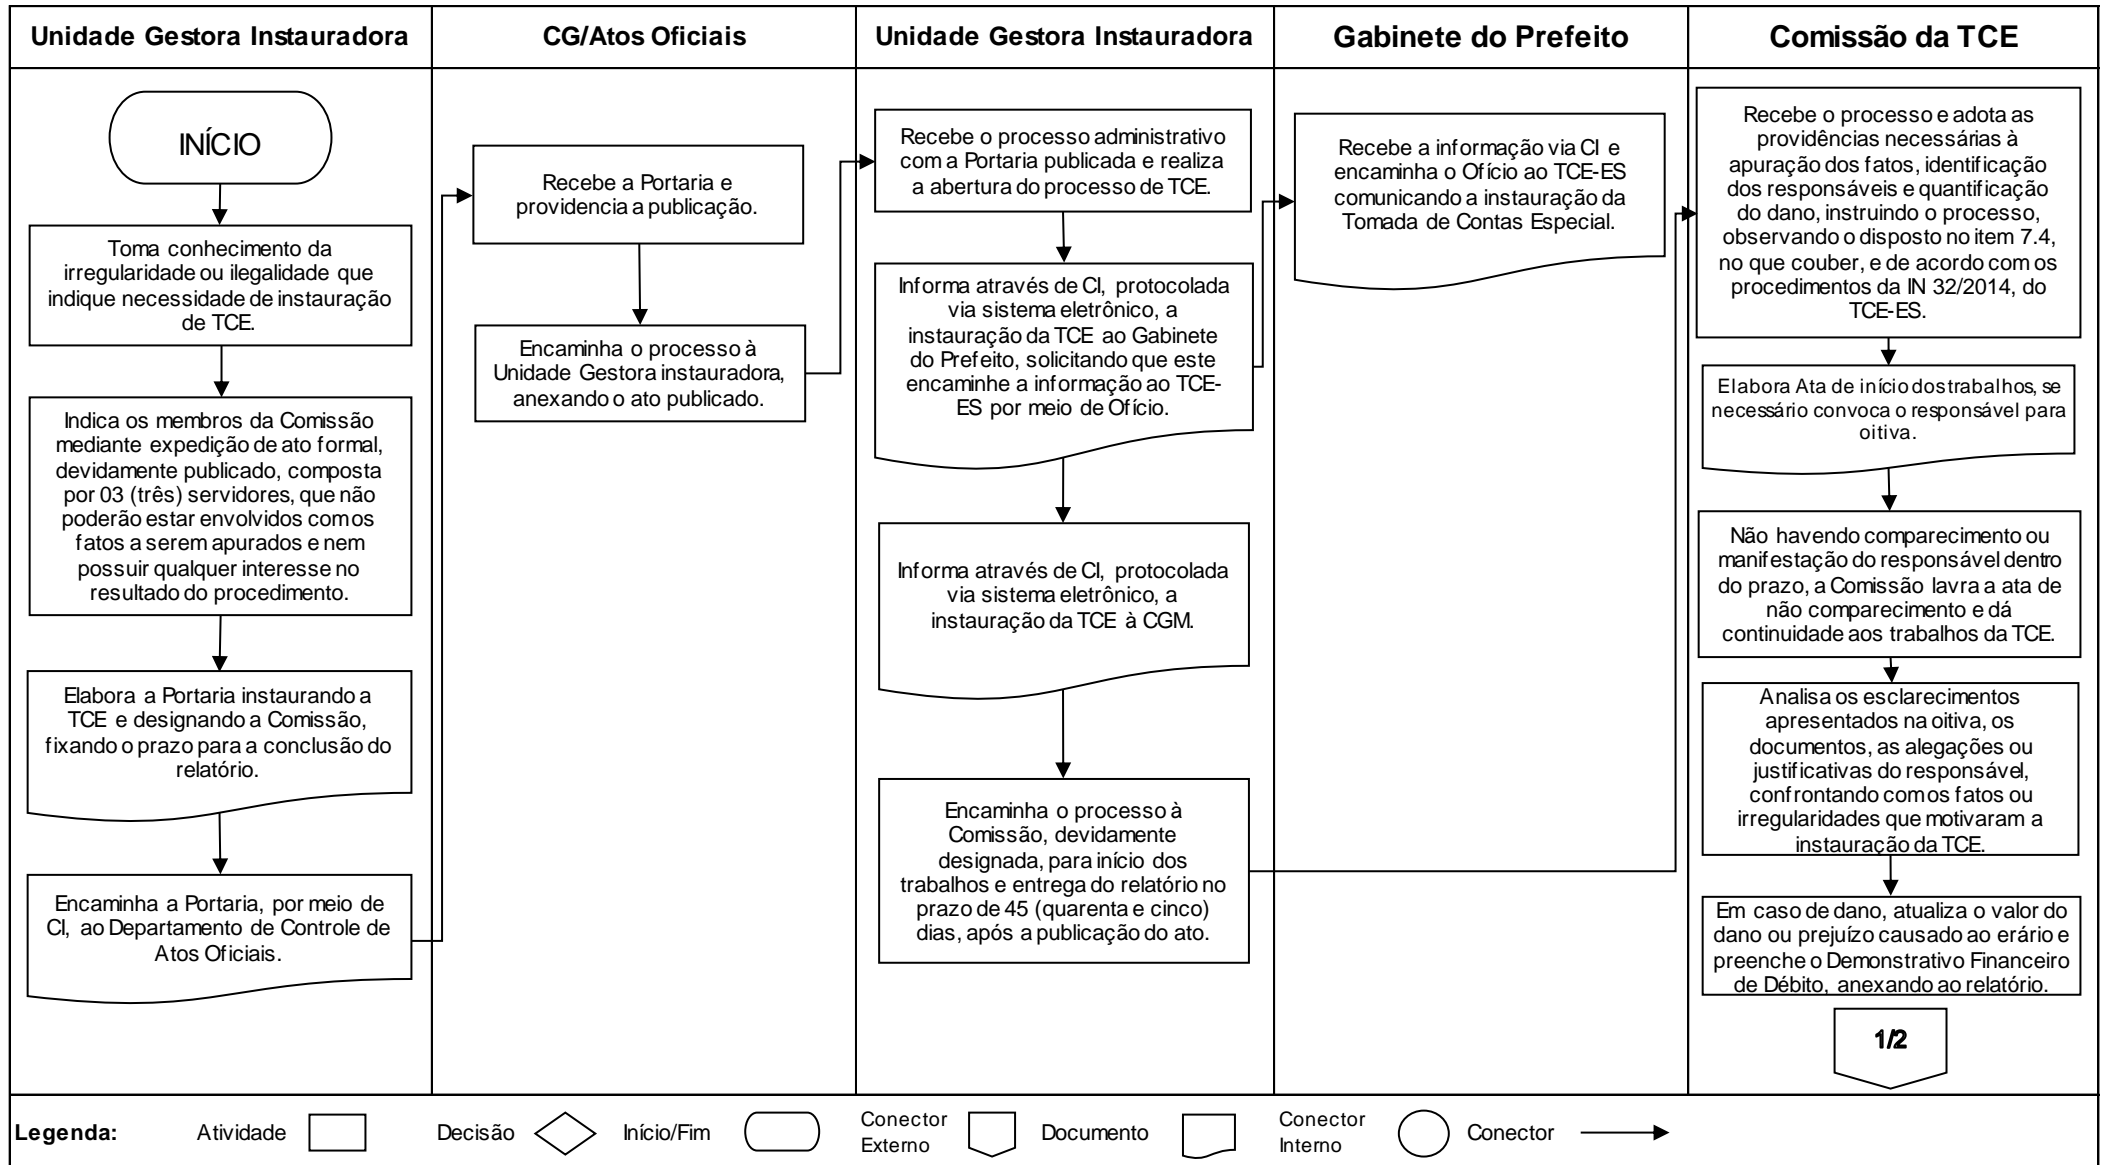 Unidade Gestora Instauradora
CG/Atos Oficiais
Unidade Gestora Instauradora
Gabinete do Prefeito
Comissão da TCE
INÍCIO
Toma conhecimento da
irregularidade ou ilegalidade que
indique necessidade de instauração
de TCE.
Indica os membros da Comissão
mediante expedição de ato formal,
devidamente publicado, composta
por 03 (três) servidores, que não
poderão estar envolvidos com os
fatos a serem apurados e nem
possuir qualquer interesse no
resultado do procedimento.
Elabora a Portaria instaurando a
TCE e designando a Comissão,
fixando o prazo para a conclusão do
relatório.
Encaminha a Portaria, por meio de
CI, ao Departamento de Controle de
Atos Oficiais.
Recebe a Portaria e
providencia a publicação.
Encaminha o processo à
Unidade Gestora instauradora,
anexando o ato publicado.
Recebe o processo administrativo
com a Portaria publicada e realiza
a abertura do processo de TCE.
Informa através de CI, protocolada
via sistema eletrônico, a
instauração da TCE ao Gabinete
do Prefeito, solicitando que este
encaminhe a informação ao TCE-
ES por meio de Ofício.
Informa através de CI, protocolada
via sistema eletrônico, a
instauração da TCE à CGM.
Encaminha o processo à
Comissão, devidamente
designada, para início dos
trabalhos e entrega do relatório no
prazo de 45 (quarenta e cinco)
dias, após a publicação do ato.
Recebe a informação via CI e
encaminha o Ofício ao TCE-ES
comunicando a instauração da
Tomada de Contas Especial.
Recebe o processo e adota as
providências necessárias à
apuração dos fatos, identificação
dos responsáveis e quantificação
do dano, instruindo o processo,
observando o disposto no item 7.4,
no que couber, e de acordo com os
procedimentos da IN 32/2014, do
TCE-ES.
Elabora Ata de início dos trabalhos, se
necessário convoca o responsável para
oitiva.
Não havendo comparecimento ou
manifestação do responsável dentro
do prazo, a Comissão lavra a ata de
não comparecimento e dá
continuidade aos trabalhos da TCE.
Analisa os esclarecimentos
apresentados na oitiva, os
documentos, as alegações ou
justificativas do responsável,
confrontando com os fatos ou
irregularidades que motivaram a
instauração da TCE.
Em caso de dano, atualiza o valor do
dano ou prejuízo causado ao erário e
preenche o Demonstrativo Financeiro
de Débito, anexando ao relatório.
1/2
Legenda:
Atividade
Decisão
Início/Fim
Conector
Externo
Documento
Conector
Interno
Conector